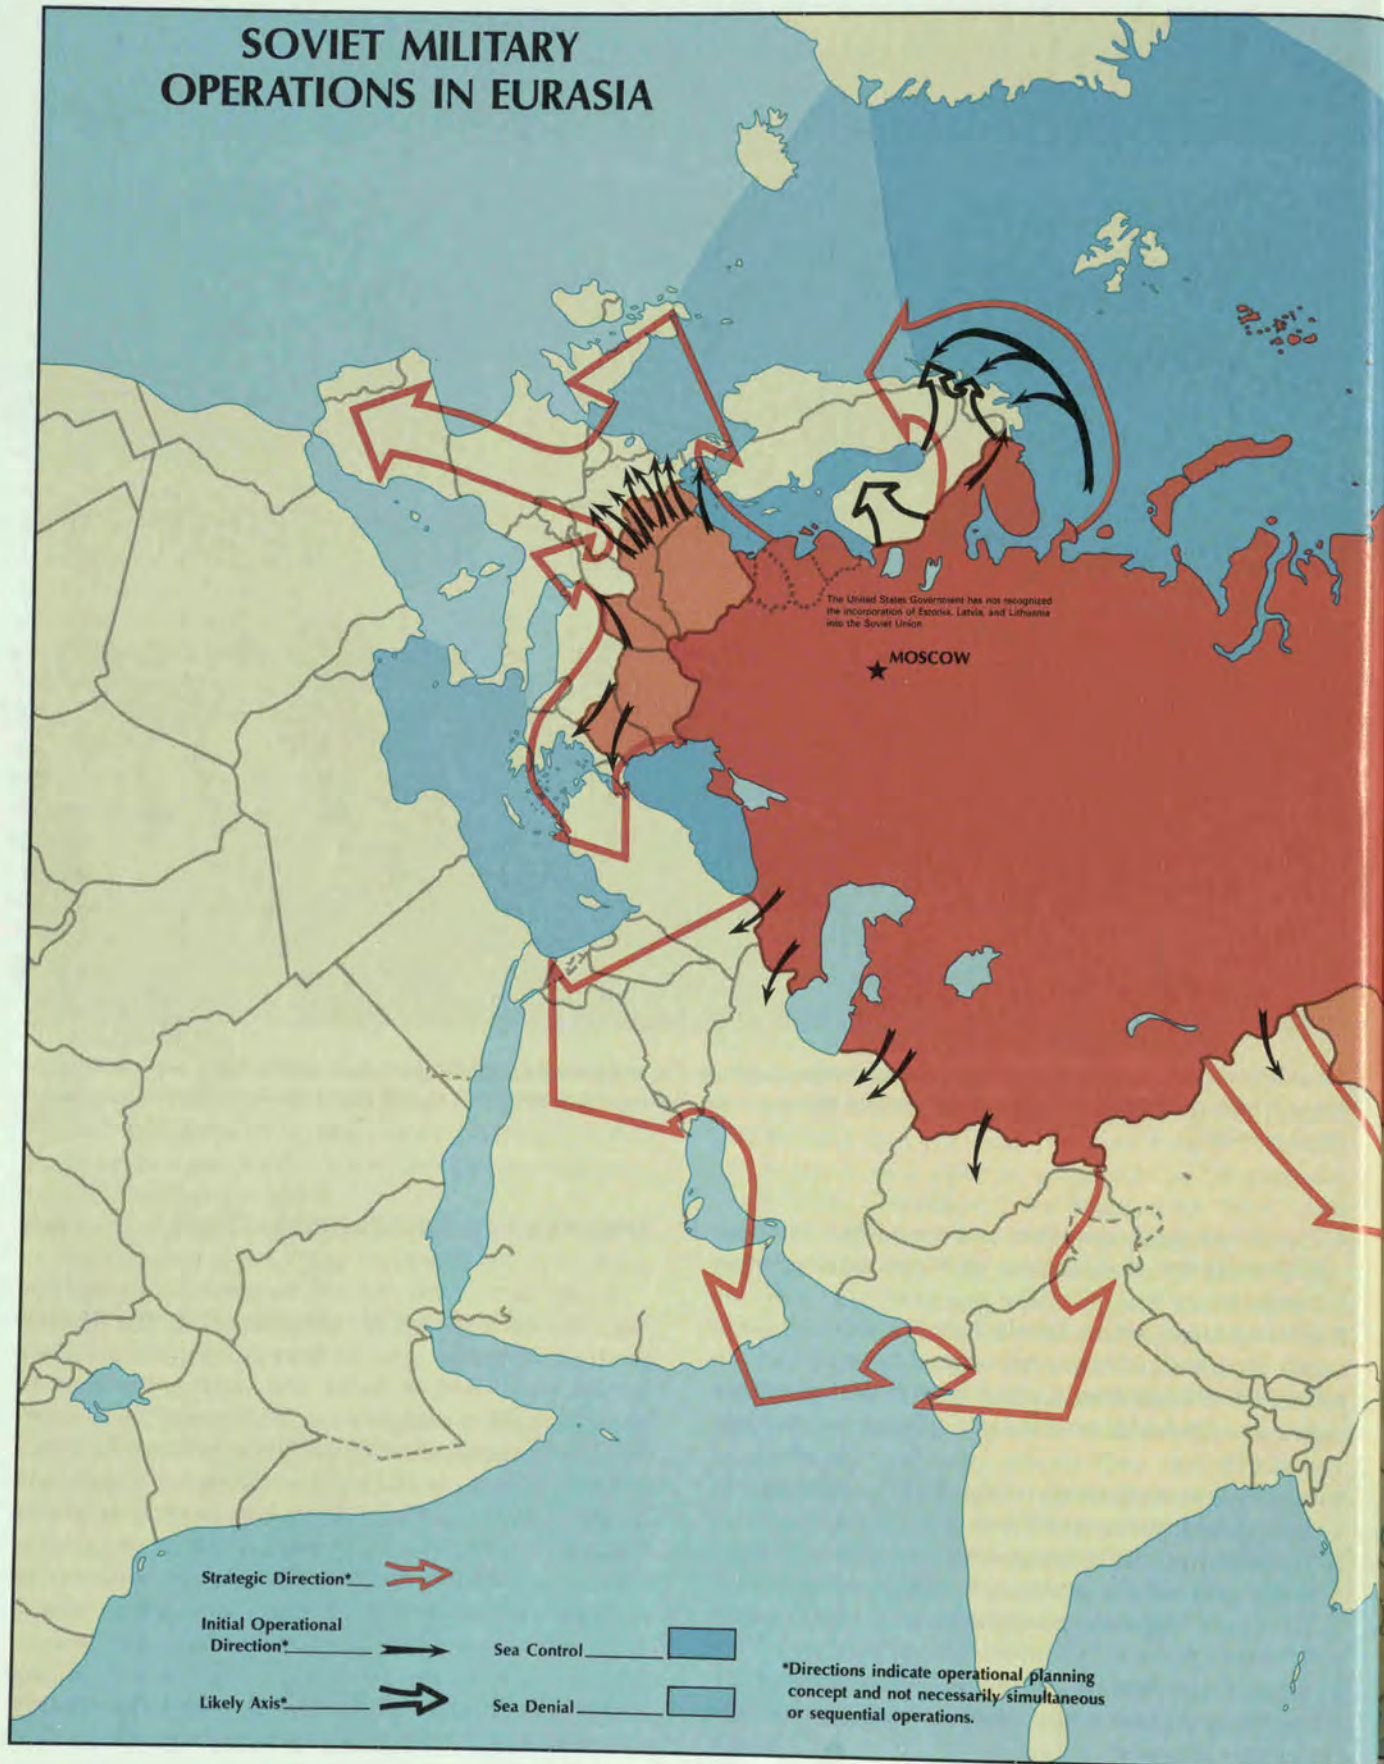 SOVIET MILITARY
OPERATIONS IN EURASIA
The United States Government has not recognized
the incorporation of Estonia, Latvia, and Lithuania
into the Soviet Union.
MOSCOW
Strategic Direction*
Initial Operational
Direction*
Likely Axis*
Sea Control
Sea Denial
*Directions indicate operational planning
concept and not necessarily simultaneous
or sequential operations.